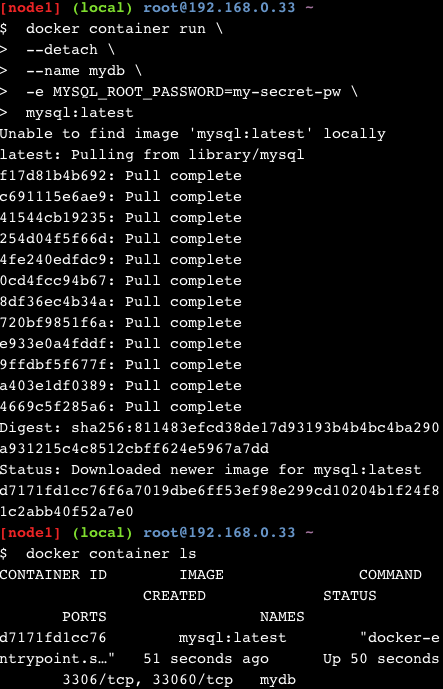 [node1] (local) root@192.168.0.33 ~
$  docker container run \
>  --detach \
>  --name mydb \
>  -e MYSQL_ROOT_PASSWORD=my-secret-pw \
>  mysql:latest
Unable to find image 'mysql:latest' locally
latest: Pulling from library/mysql
f17d81b4b692: Pull complete
c691115e6ae9: Pull complete
41544cb19235: Pull complete
254d04f5f66d: Pull complete
4fe240edfdc9: Pull complete
0cd4fcc94b67: Pull complete
8df36ec4b34a: Pull complete
720bf9851f6a: Pull complete
e933e0a4fddf: Pull complete
9ffdbf5f677f: Pull complete
a403e1df0389: Pull complete
4669c5f285a6: Pull complete
Digest: sha256:811483efcd38de17d93193b4b4bc4ba290
a931215c4c8512cbff624e5967a7dd
Status: Downloaded newer image for mysql:latest
d7171fd1cc76f6a7019dbe6ff53ef98e299cd10204b1f24f8
1c2abb40f52a7e0
[node1] (local) root@192.168.0.33 ~
$  docker container ls
CONTAINER ID        IMAGE               COMMAND
CREATED             STATUS
PORTS                 NAMES
d7171fd1cc76        mysql:latest        "docker-e
ntrypoint.s…"   51 seconds ago      Up 50 seconds
3306/tcp, 33060/tcp   mydb